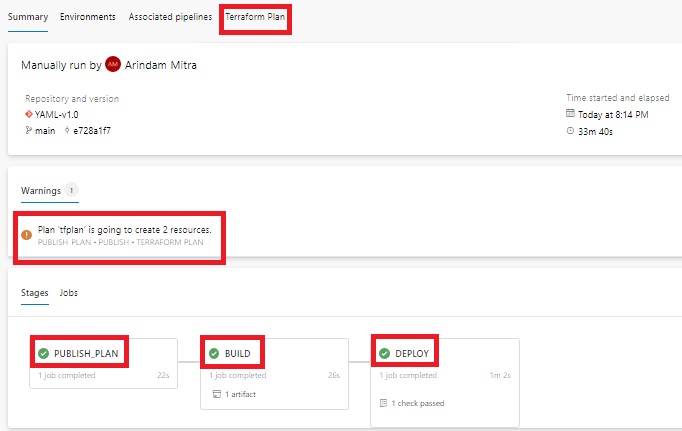 Summary Environments Associated pipelines Terraform Plan
Manually run by AM Arindam Mitra
Repository and version
Time started and elapsed
YAML-v1.0
Today at 8:14 PM
main e728a1f7
33m 40s
Warnings 1
Plan 'tfplan' is going to create 2 resources.
PUBLISH PLAN • PUBLISH • TERRAFORM PLAN
Stages Jobs
PUBLISH_PLAN
1 job completed 22s
BUILD
1 job completed 26s
1 artifact
DEPLOY
1 job completed 1m 2s
1 check passed